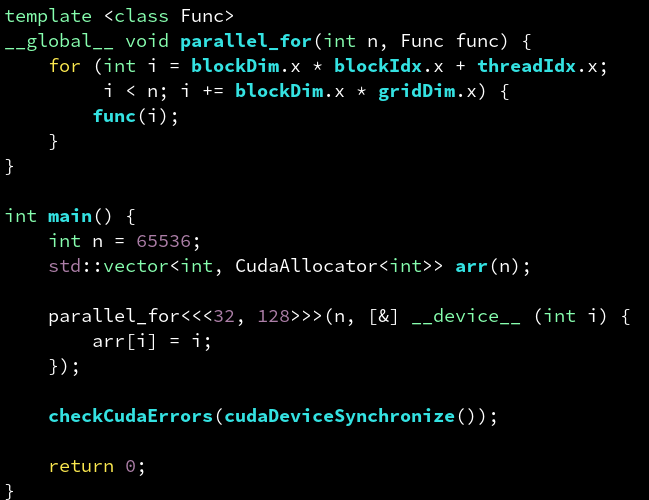 template <class Func>
__global__ void parallel_for(int n, Func func) {
    for (int i = blockDim.x * blockIdx.x + threadIdx.x;
         i < n; i += blockDim.x * gridDim.x) {
        func(i);
    }
}

int main() {
    int n = 65536;
    std::vector<int, CudaAllocator<int>> arr(n);

    parallel_for<<<32, 128>>>(n, [&] __device__ (int i) {
        arr[i] = i;
    });

    checkCudaErrors(cudaDeviceSynchronize());

    return 0;
}